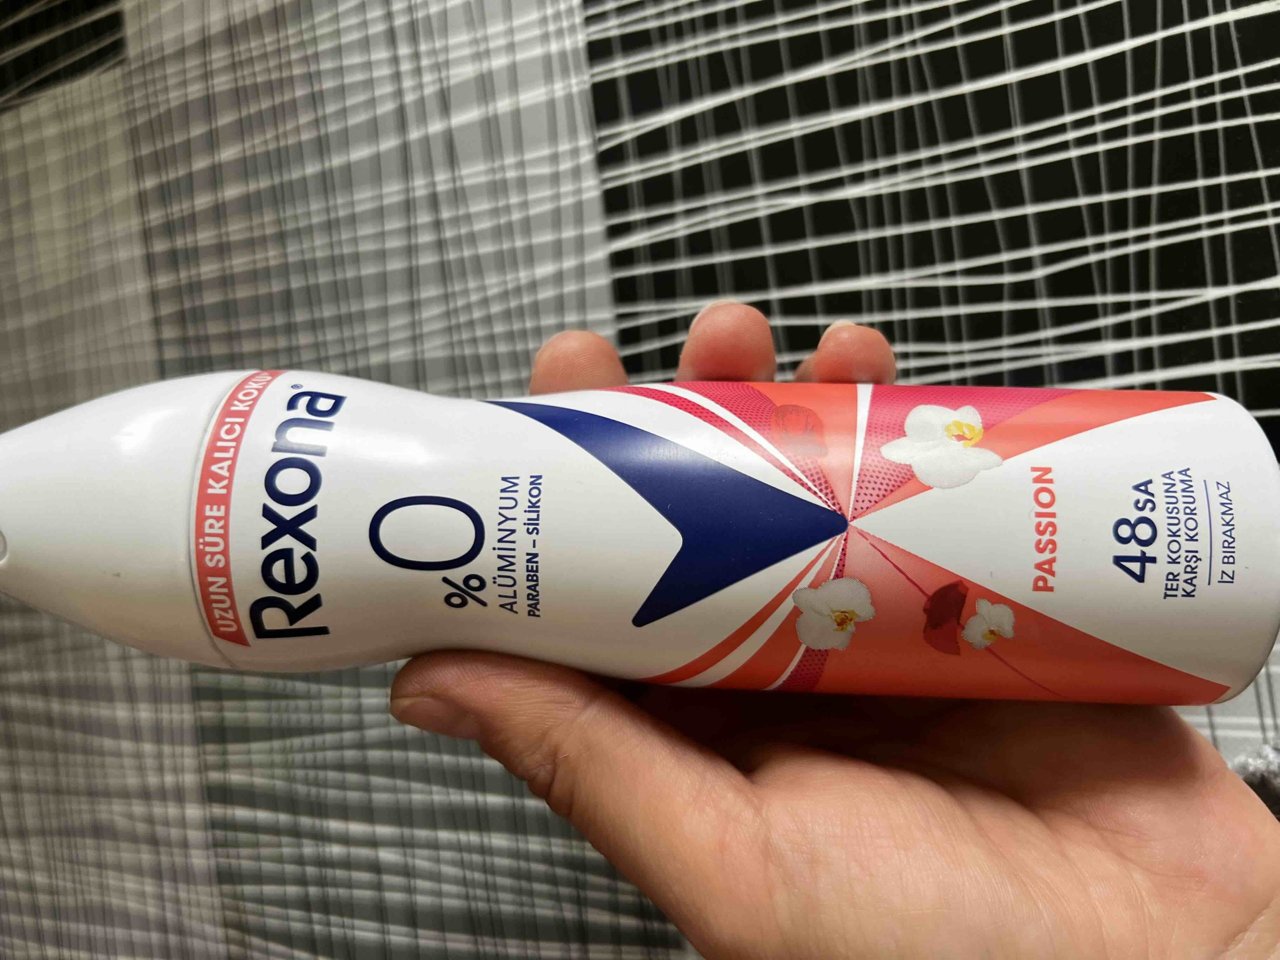 UZUN SÜRE KALICI KOKU
Rexona®
%0
ALÜMİNYUM
PARABEN – SİLİKON
PASSION
48SA
TER KOKUSUNA
KARŞI KORUMA
İZ BIRAKMAZ